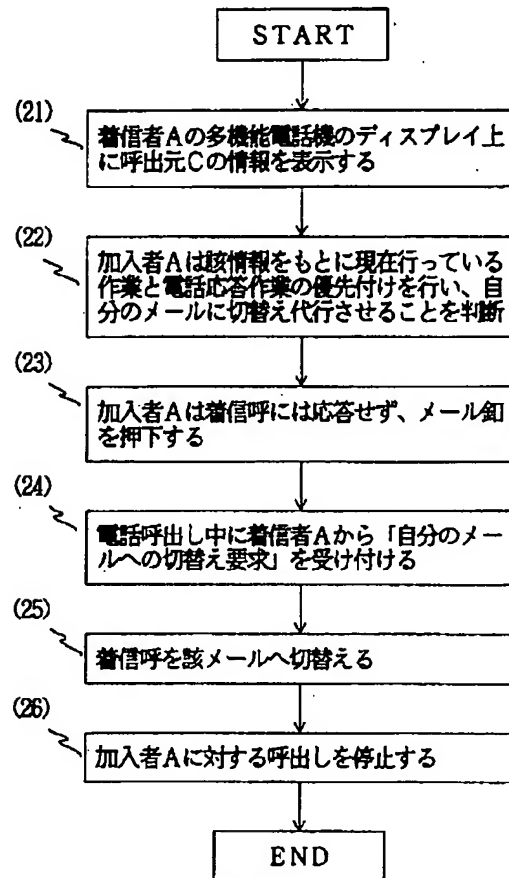 START
(21)
着信者Aの多機能電話機のディスプレイ上
に呼出元Cの情報を表示する
(22)
加入者Aは該情報をもとに現在行っている
作業と電話応答作業の優先付けを行い、自
分のメールに切替え代行させることを判断
(23)
加入者Aは着信呼には応答せず、メール釦
を押下する
(24)
電話呼出し中に着信者Aから「自分のメー
ルへの切替え要求」を受け付ける
(25)
着信呼を該メールへ切替える
(26)
加入者Aに対する呼出しを停止する
END